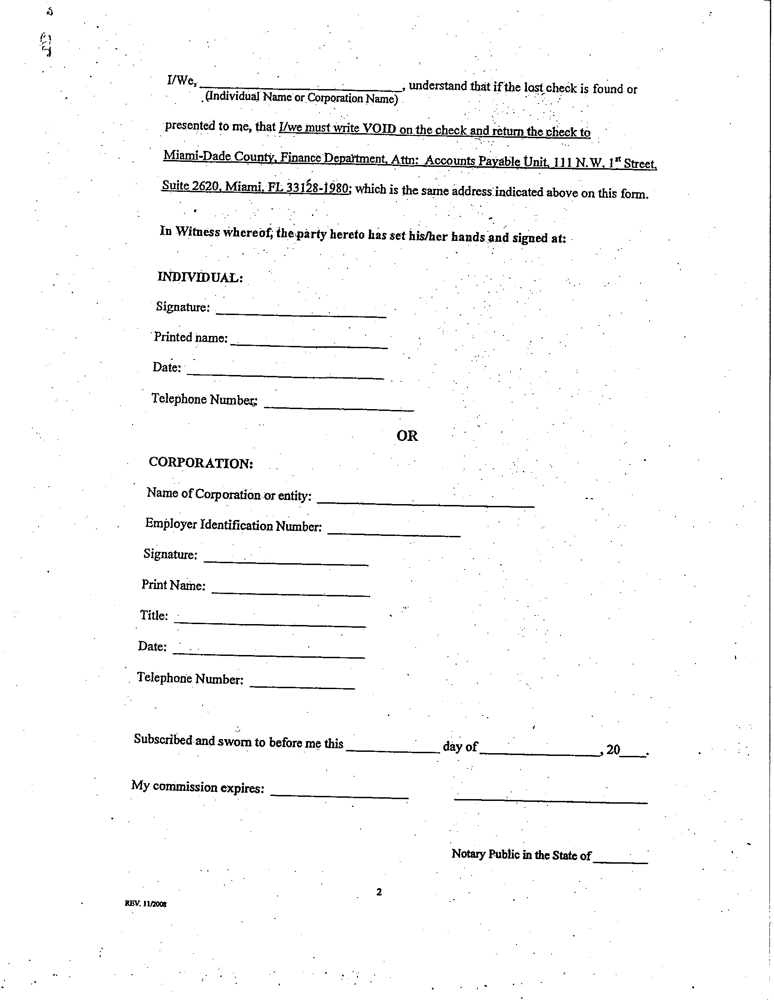 I/We, ____________________, understand that if the lost check is found or
(Individual Name or Corporation Name)
presented to me, that I/we must write VOID on the check and return the check to
Miami-Dade County, Finance Department, Attn: Accounts Payable Unit, 111 N.W. 1st Street,
Suite 2620, Miami, FL 33128-1980; which is the same address indicated above on this form.
In Witness whereof, the party hereto has set his/her hands and signed at:
INDIVIDUAL:
Signature: ____________________
Printed name: ____________________
Date: ____________________
Telephone Number: ____________________
OR
CORPORATION:
Name of Corporation or entity: ____________________
Employer Identification Number: ____________________
Signature: ____________________
Print Name: ____________________
Title: ____________________
Date: ____________________
Telephone Number: ____________________
Subscribed and sworn to before me this __________ day of ____________, 20___.
My commission expires: ____________________ ____________________
Notary Public in the State of ________
2
REV. 11/2008